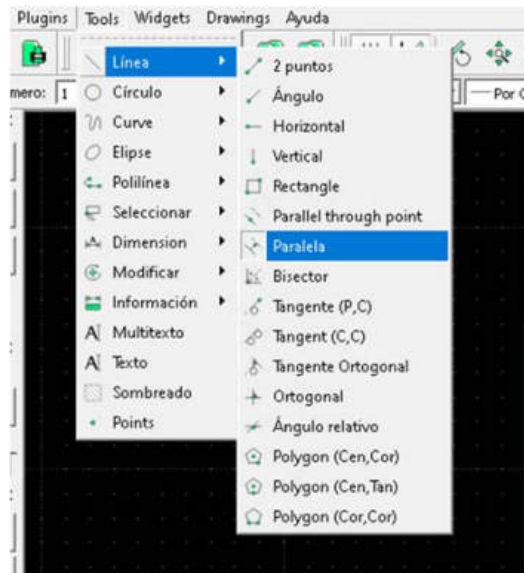 Plugins Tools Widgets Drawings Ayuda
mero: 1
Por
Línea
Círculo
Curve
Elipse
Polilínea
Seleccionar
Dimension
Modificar
Información
Multitexto
Texto
Sombreado
Points
2 puntos
Ángulo
Horizontal
Vertical
Rectangle
Parallel through point
Paralela
Bisector
Tangente (P,C)
Tangent (C,C)
Tangente Ortogonal
Ortogonal
Ángulo relativo
Polygon (Cen,Cor)
Polygon (Cen,Tan)
Polygon (Cor,Cor)